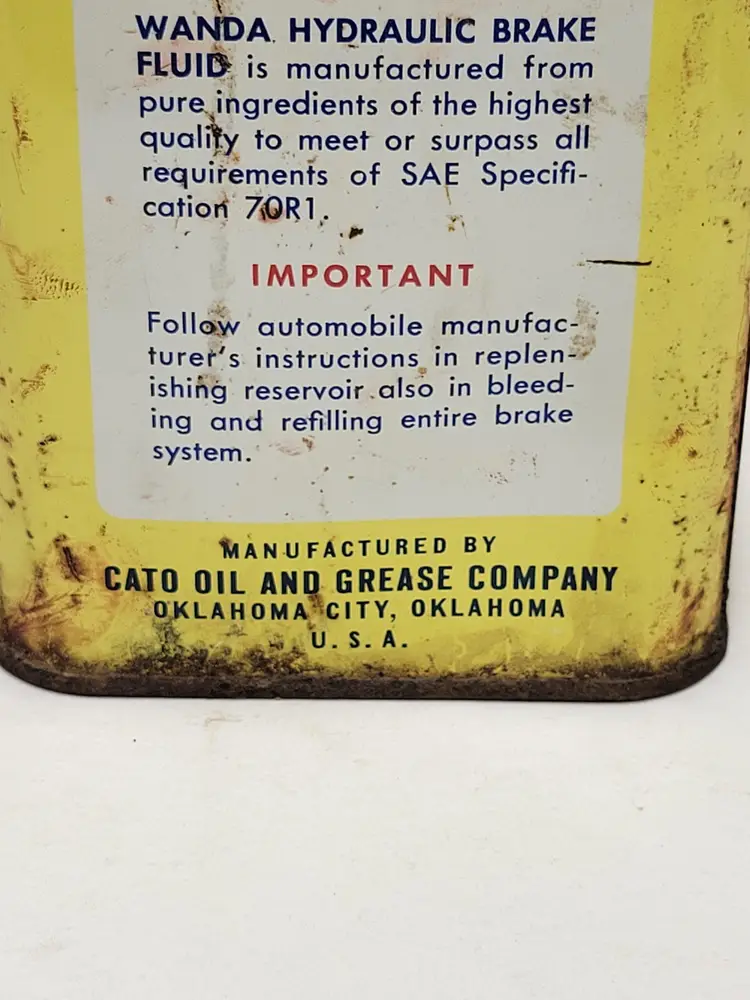 WANDA HYDRAULIC BRAKE
FLUID is manufactured from
pure ingredients of the highest
quality to meet or surpass all
requirements of SAE Specifi-
cation 70R1.
IMPORTANT
Follow automobile manufac-
turer's instructions in replen-
ishing reservoir also in bleed-
ing and refilling entire brake
system.
MANUFACTURED BY
CATO OIL AND GREASE COMPANY
OKLAHOMA CITY, OKLAHOMA
U. S. A.